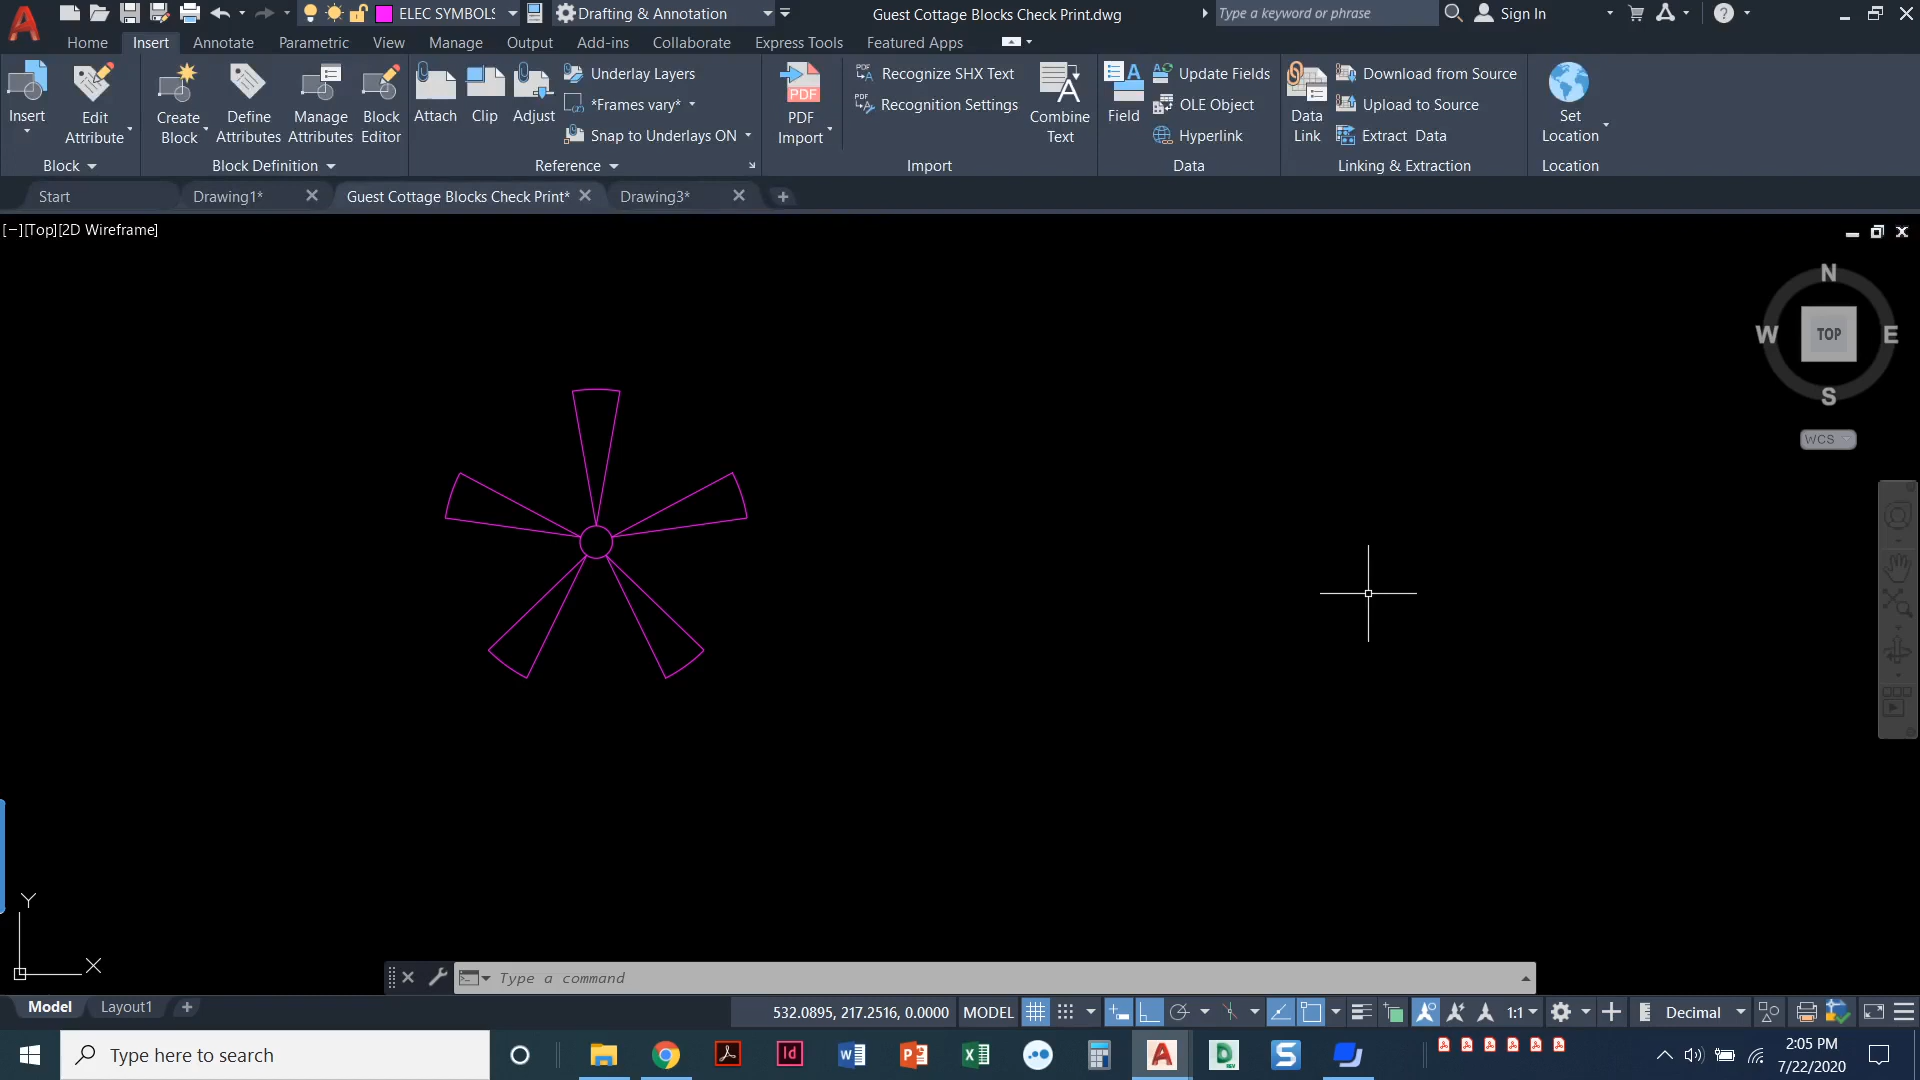 ELEC SYMBOLS
Drafting & Annotation
Guest Cottage Blocks Check Print.dwg
Type a keyword or phrase
Sign In
Home Insert Annotate Parametric View Manage Output Add-ins Collaborate Express Tools Featured Apps
Insert
Edit Attribute
Block
Create Block
Define Attributes
Manage Attributes
Block Editor
Block Definition
Attach
Clip
Adjust
Underlay Layers
*Frames vary*
Snap to Underlays ON
Reference
PDF
PDF Import
Recognize SHX Text
Recognition Settings
Combine Text
Import
Field
Update Fields
OLE Object
Hyperlink
Data
Data Link
Download from Source
Upload to Source
Extract Data
Linking & Extraction
Set Location
Location
Start Drawing1* Guest Cottage Blocks Check Print* Drawing3*
[−][Top][2D Wireframe]
N
W TOP E
S
WCS
Y
X
Type a command
Model Layout1
532.0895, 217.2516, 0.0000 MODEL 1:1 Decimal
Type here to search
2:05 PM
7/22/2020